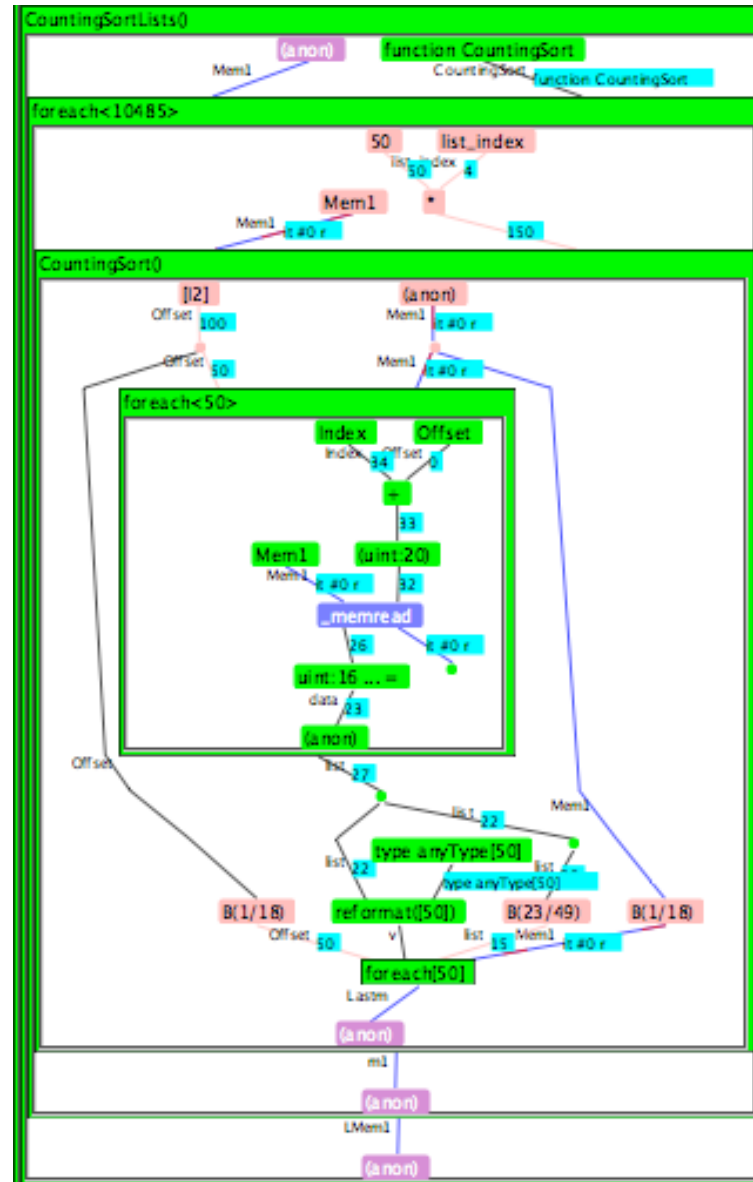 CountingSortLists()
(anon) function CountingSort
Mem1 CountingSort function CountingSort
foreach<10485>
50 list_index
list_index
50 4
Mem1 *
Mem1 it #0 r 150
CountingSort()
[I2] (anon)
Offset 100 Mem1 it #0 r
Offset 50 Mem1 it #0 r
foreach<50>
Index Offset
Index 34 Offset 0
+
33
Mem1 (uint:20)
Mem1 it #0 r 32
_memread
26 it #0 r
uint:16 ... =
data 23
(anon)
Offset list 27
Mem1
list 22
type anyType[50]
list 22 list
type anyType[50]
B(1/18) reformat([50]) B(23/49) B(1/18)
Offset 50 v list 15 Mem1 it #0 r
foreach[50]
Lastm
(anon)
m1
(anon)
LMem1
(anon)